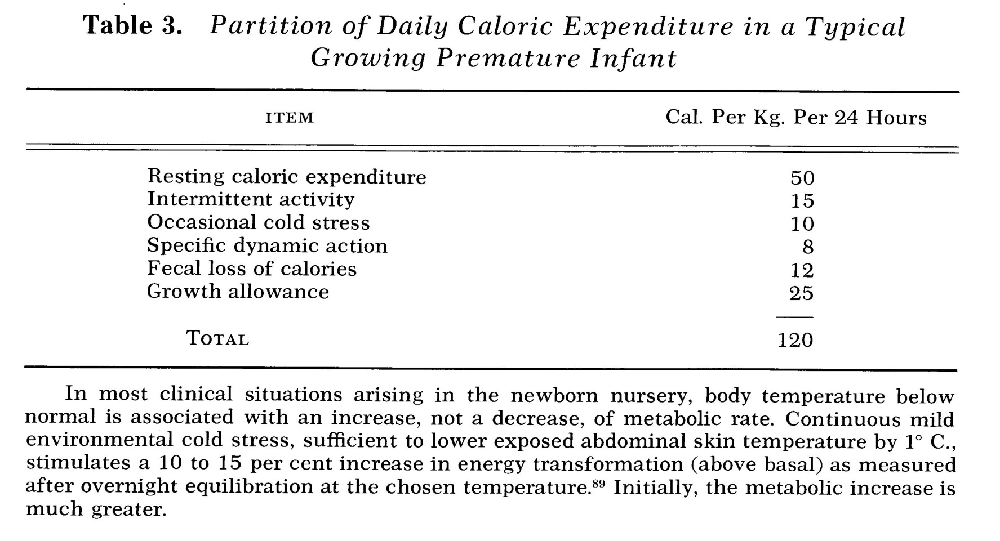 Table 3. Partition of Daily Caloric Expenditure in a Typical
Growing Premature Infant
ITEM Cal. Per Kg. Per 24 Hours
Resting caloric expenditure 50
Intermittent activity 15
Occasional cold stress 10
Specific dynamic action 8
Fecal loss of calories 12
Growth allowance 25
TOTAL 120
In most clinical situations arising in the newborn nursery, body temperature below
normal is associated with an increase, not a decrease, of metabolic rate. Continuous mild
environmental cold stress, sufficient to lower exposed abdominal skin temperature by 1° C.,
stimulates a 10 to 15 per cent increase in energy transformation (above basal) as measured
after overnight equilibration at the chosen temperature.⁸⁹ Initially, the metabolic increase is
much greater.